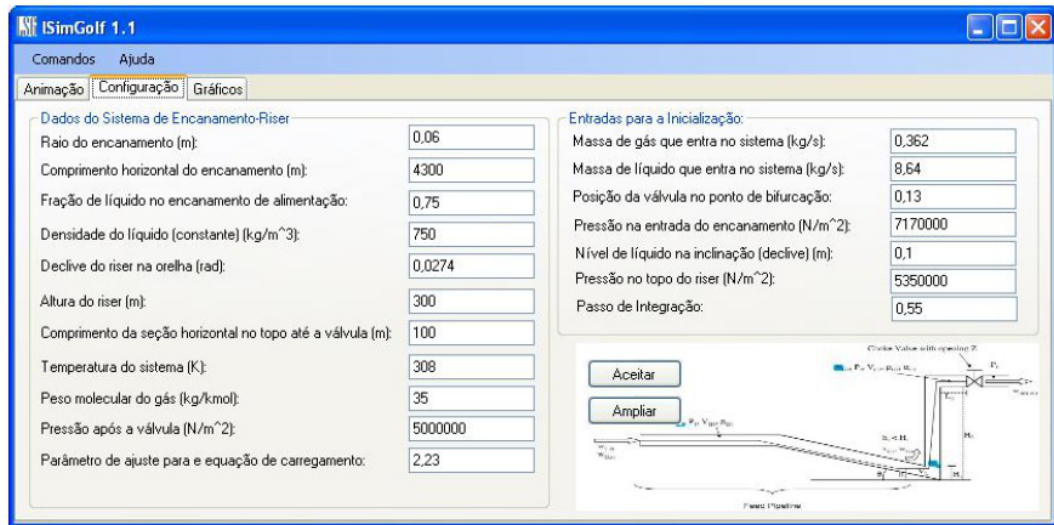 ISimGolf 1.1
Comandos Ajuda
Animação Configuração Gráficos
Dados do Sistema de Encanamento-Riser
Raio do encanamento (m): 0,06
Comprimento horizontal do encanamento (m): 4300
Fração de líquido no encanamento de alimentação: 0,75
Densidade do líquido (constante) (kg/m^3): 750
Declive do riser na orelha (rad): 0,0274
Altura do riser (m): 300
Comprimento da seção horizontal no topo até a válvula (m): 100
Temperatura do sistema (K): 308
Peso molecular do gás (kg/kmol): 35
Pressão após a válvula (N/m^2): 5000000
Parâmetro de ajuste para e equação de carregamento: 2,23
Entradas para a Inicialização:
Massa de gás que entra no sistema (kg/s): 0,362
Massa de líquido que entra no sistema (kg/s): 8,64
Posição da válvula no ponto de bifurcação: 0,13
Pressão na entrada do encanamento (N/m^2): 7170000
Nível de líquido na inclinação (declive) (m): 0,1
Pressão no topo do riser (N/m^2): 5350000
Passo de Integração: 0,55
Aceitar
Ampliar
Choke Valve with opening Z
Feed Pipeline